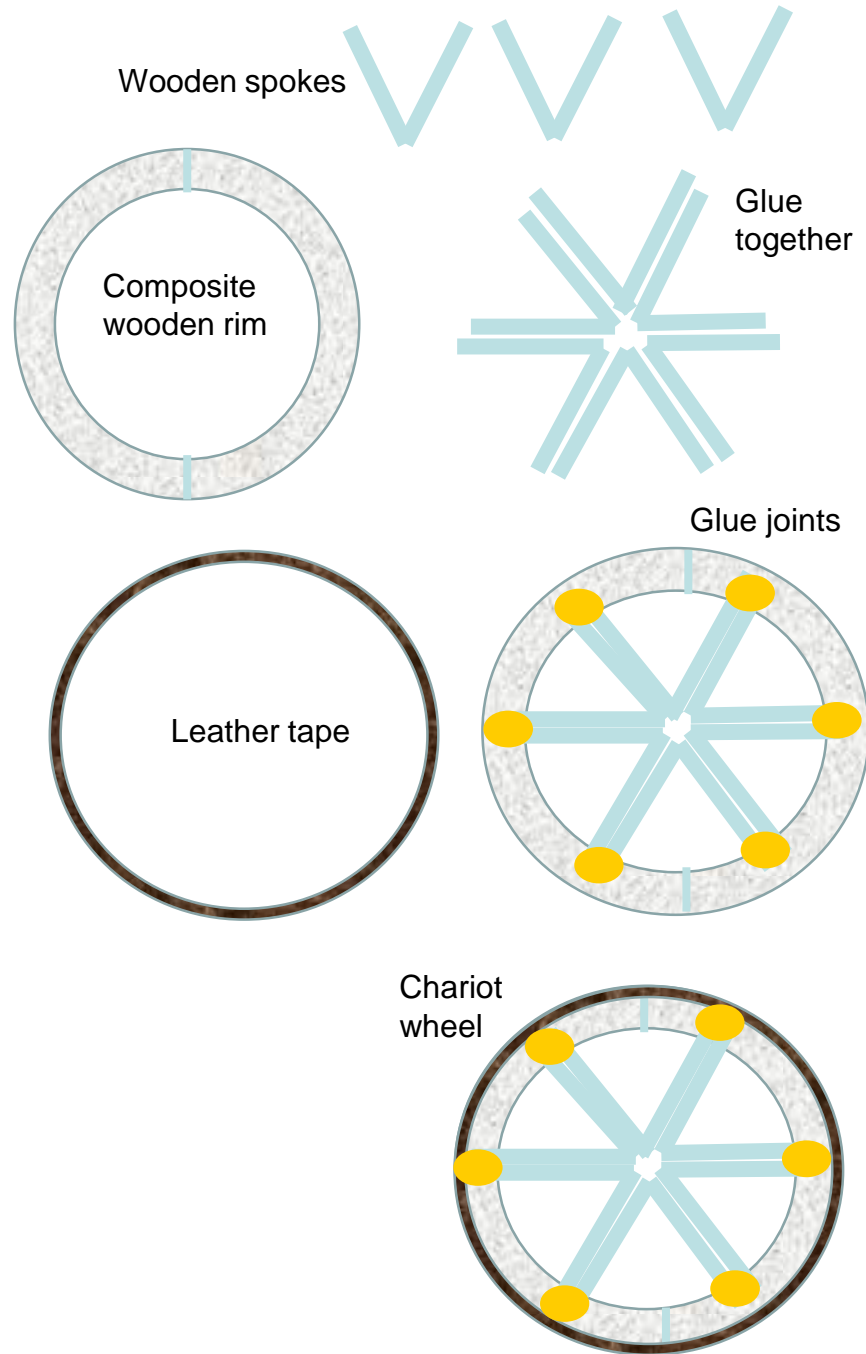 Wooden spokes
Glue
together
Composite
wooden rim
Glue joints
Leather tape
Chariot
wheel